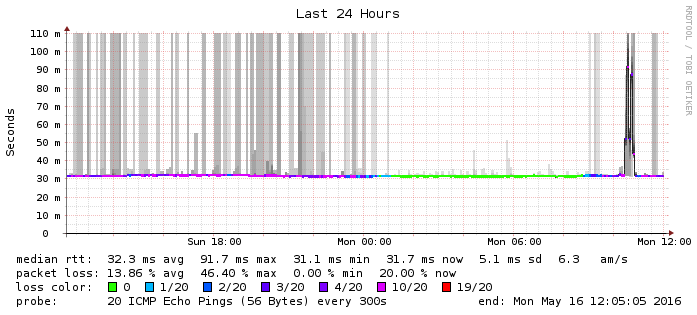 Last 24 Hours
RRDTOOL / TOBI OETIKER
Seconds
110 m
100 m
90 m
80 m
70 m
60 m
50 m
40 m
30 m
20 m
10 m
0
Sun 18:00 Mon 00:00 Mon 06:00 Mon 12:00
median rtt: 32.3 ms avg 91.7 ms max 31.1 ms min 31.7 ms now 5.1 ms sd 6.3 am/s
packet loss: 13.86 % avg 46.40 % max 0.00 % min 20.00 % now
loss color: 0 1/20 2/20 3/20 4/20 10/20 19/20
probe: 20 ICMP Echo Pings (56 Bytes) every 300s end: Mon May 16 12:05:05 2016